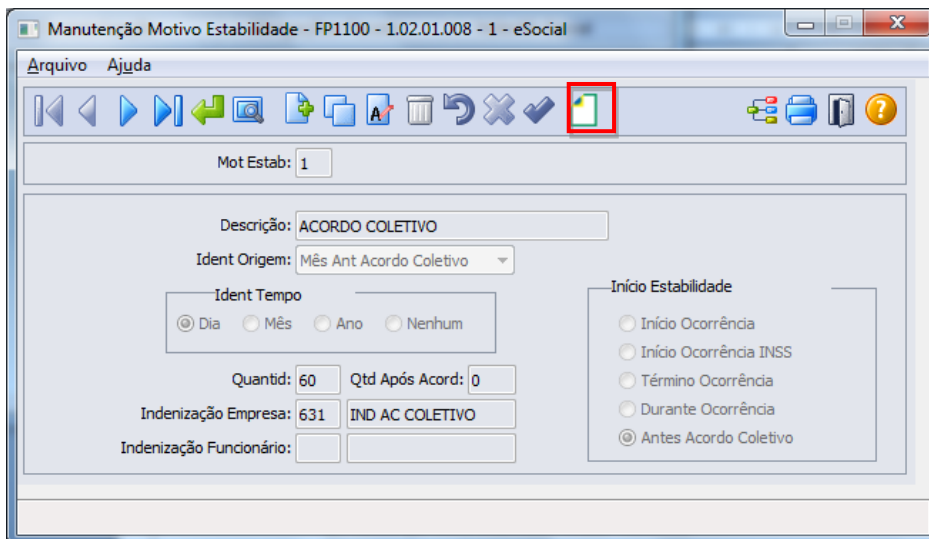 Manutenção Motivo Estabilidade - FP1100 - 1.02.01.008 - 1 - eSocial
Arquivo Ajuda
Mot Estab: 1
Descrição: ACORDO COLETIVO
Ident Origem: Mês Ant Acordo Coletivo
Ident Tempo
Dia Mês Ano Nenhum
Quantid: 60 Qtd Após Acord: 0
Indenização Empresa: 631 IND AC COLETIVO
Indenização Funcionário:
Início Estabilidade
Início Ocorrência
Início Ocorrência INSS
Término Ocorrência
Durante Ocorrência
Antes Acordo Coletivo